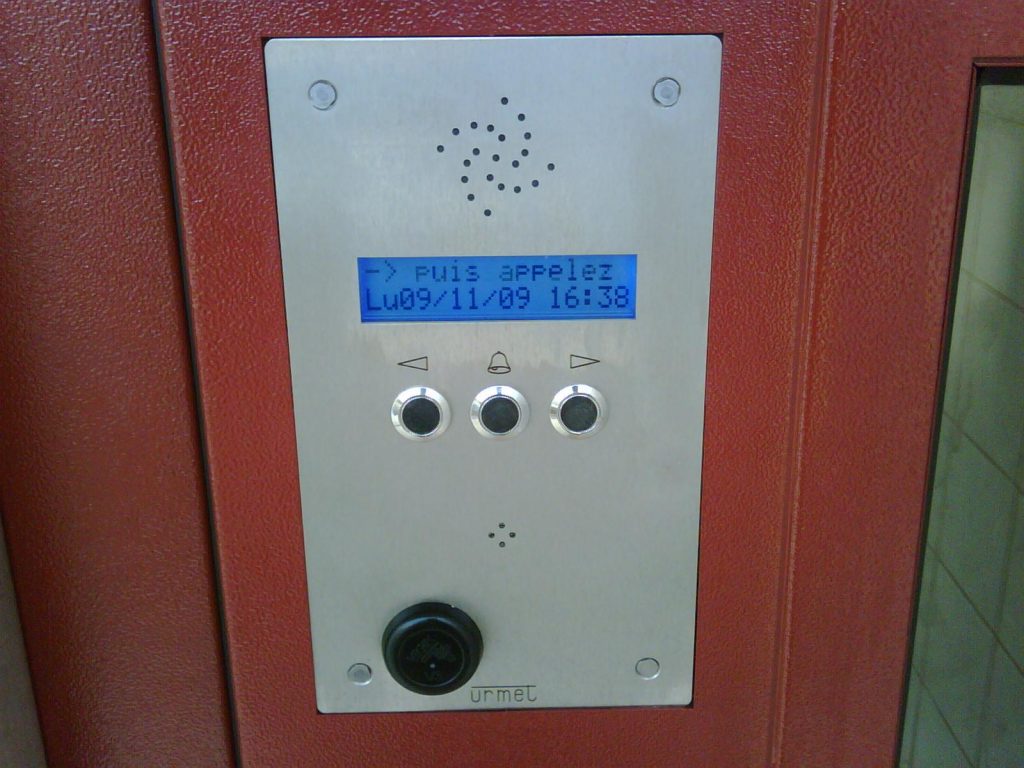 -> puis appelez
Lu09/11/09 16:38
urmet